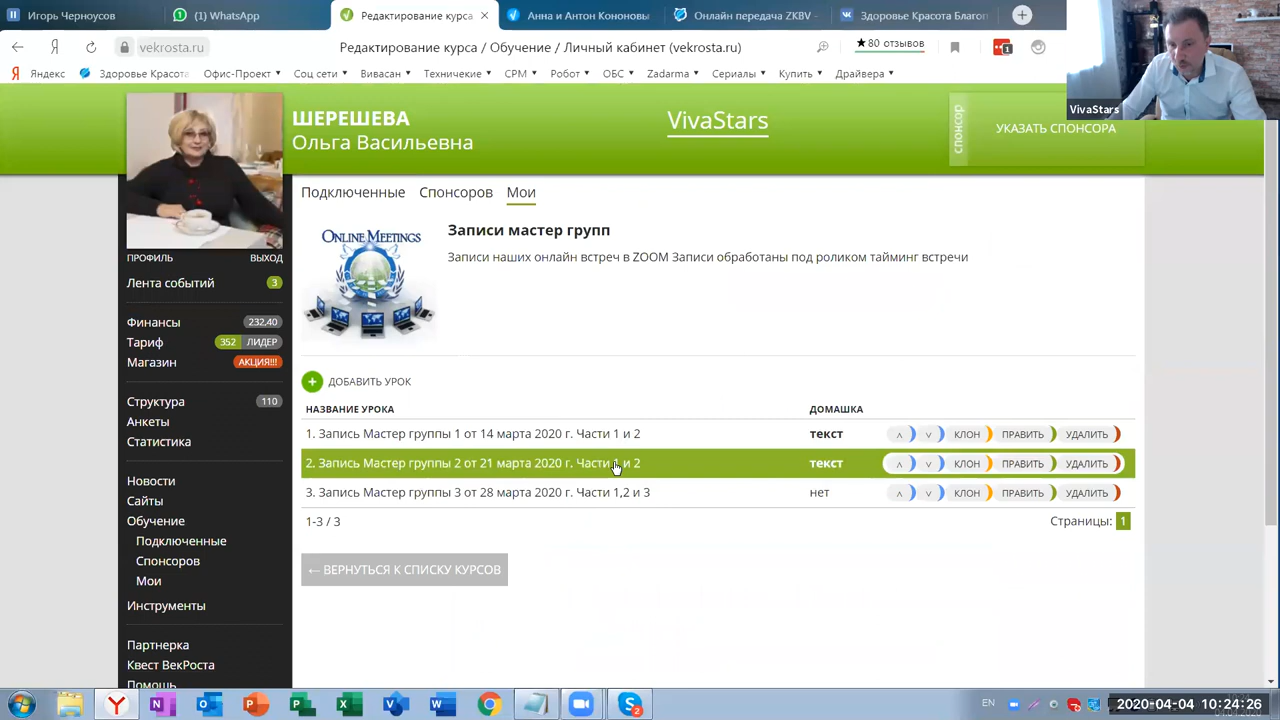 Игорь Черноусов
(1) WhatsApp
Редактирование курса
Анна и Антон Кононовы
Онлайн передача ZKBV -
Здоровье Красота Благо
vekrosta.ru
Редактирование курса / Обучение / Личный кабинет (vekrosta.ru)
★80 отзывов
1
Яндекс
Здоровье Красота
Офис-Проект
Соц сети
Вивасан
Техничекие
СРМ
Робот
ОБС
Zadarma
Сериалы
Купить
Драйвера
VivaStars
ШЕРЕШЕВА
Ольга Васильевна
VivaStars
спонсор
УКАЗАТЬ СПОНСОРА
ПРОФИЛЬ
ВЫХОД
Лента событий 3
Финансы 232,40
Тариф 352 ЛИДЕР
Магазин АКЦИЯ!!!
Структура 110
Анкеты
Статистика
Новости
Сайты
Обучение
Подключенные
Спонсоров
Мои
Инструменты
Партнерка
Квест ВекРоста
Помощь
Подключенные Спонсоров Мои
ONLINE MEETINGS
Записи мастер групп
Записи наших онлайн встреч в ZOOM Записи обработаны под роликом тайминг встречи
+ ДОБАВИТЬ УРОК
НАЗВАНИЕ УРОКА ДОМАШКА
1. Запись Мастер группы 1 от 14 марта 2020 г. Части 1 и 2 текст КЛОН ПРАВИТЬ УДАЛИТЬ
2. Запись Мастер группы 2 от 21 марта 2020 г. Части 1 и 2 текст КЛОН ПРАВИТЬ УДАЛИТЬ
3. Запись Мастер группы 3 от 28 марта 2020 г. Части 1,2 и 3 нет КЛОН ПРАВИТЬ УДАЛИТЬ
1-3 / 3 Страницы: 1
← ВЕРНУТЬСЯ К СПИСКУ КУРСОВ
EN
2020-04-04 10:24:26